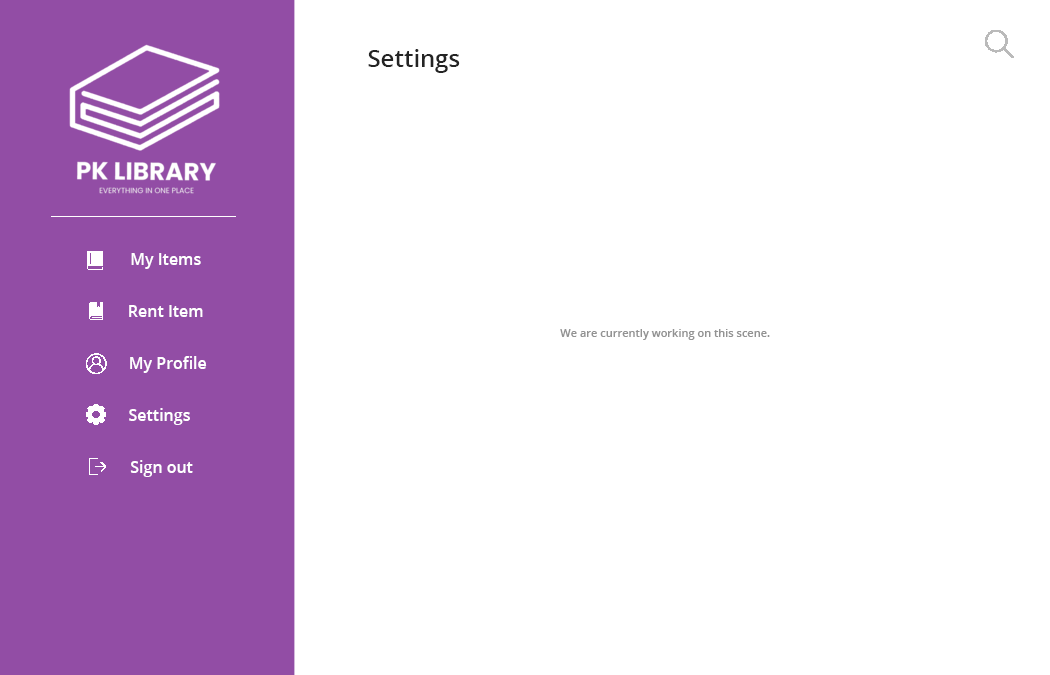 PK LIBRARY
EVERYTHING IN ONE PLACE
My Items
Rent Item
My Profile
Settings
Sign out
Settings
We are currently working on this scene.